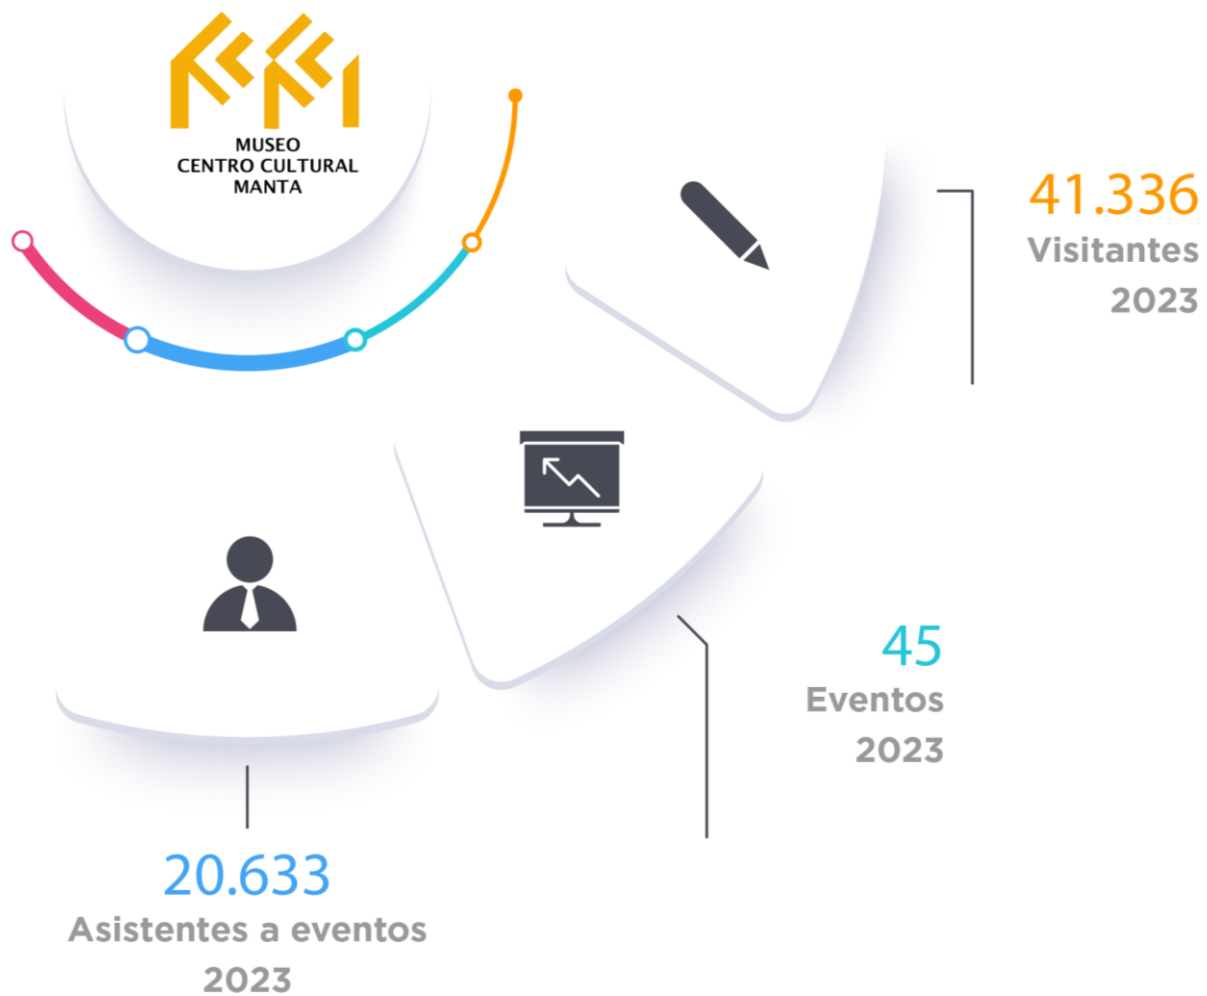 MUSEO
CENTRO CULTURAL
MANTA
41.336
Visitantes
2023
45
Eventos
2023
20.633
Asistentes a eventos
2023